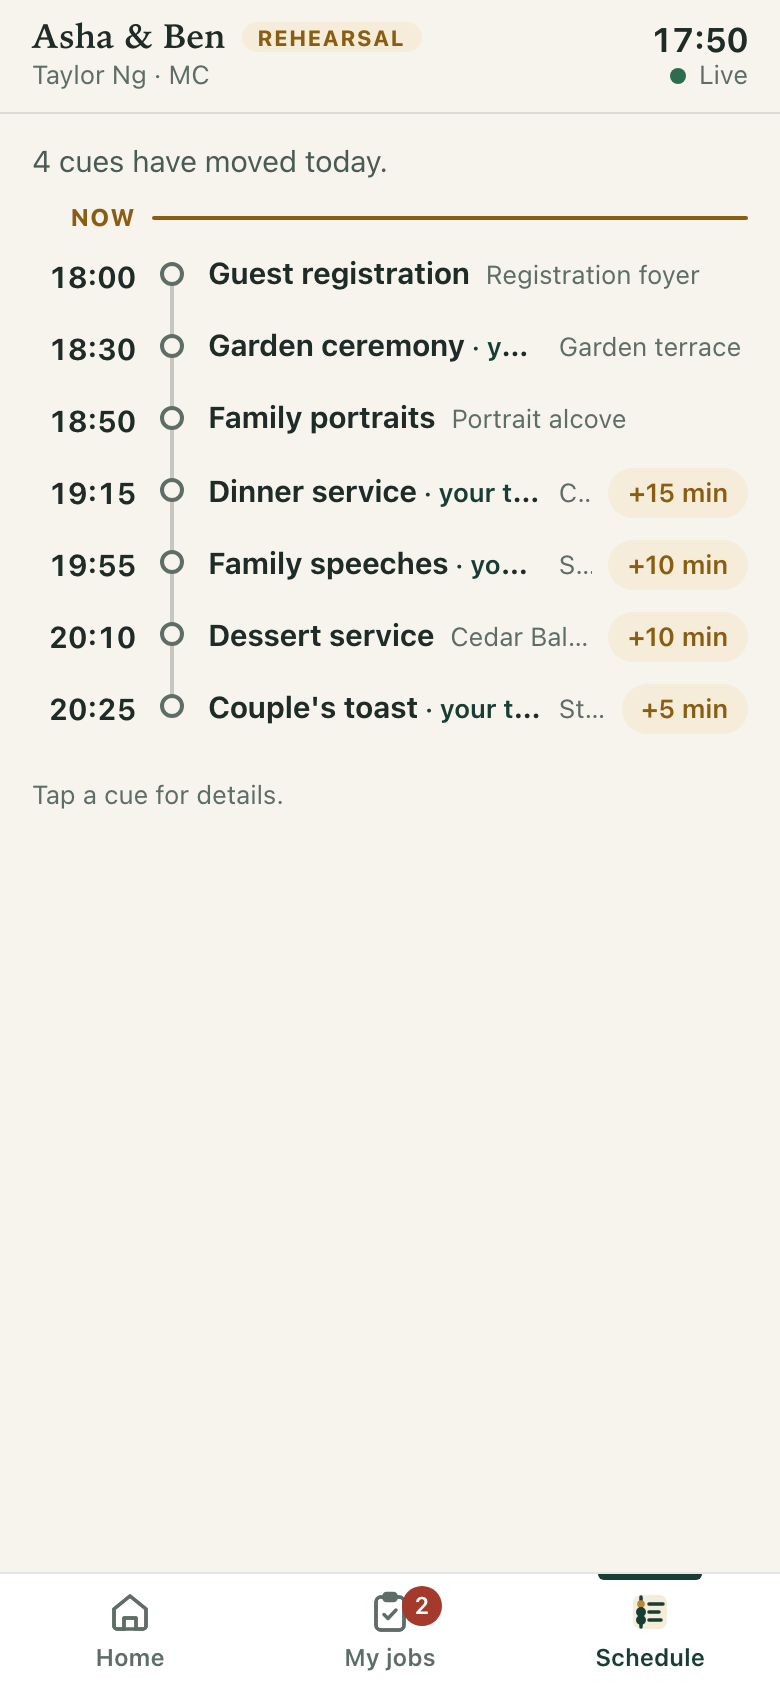 Asha & Ben REHEARSAL 17:50
Taylor Ng · MC Live
4 cues have moved today.
NOW
18:00 Guest registration Registration foyer
18:30 Garden ceremony · y... Garden terrace
18:50 Family portraits Portrait alcove
19:15 Dinner service · your t... C... +15 min
19:55 Family speeches · yo... S... +10 min
20:10 Dessert service Cedar Bal... +10 min
20:25 Couple's toast · your t... St... +5 min
Tap a cue for details.
2
Home My jobs Schedule